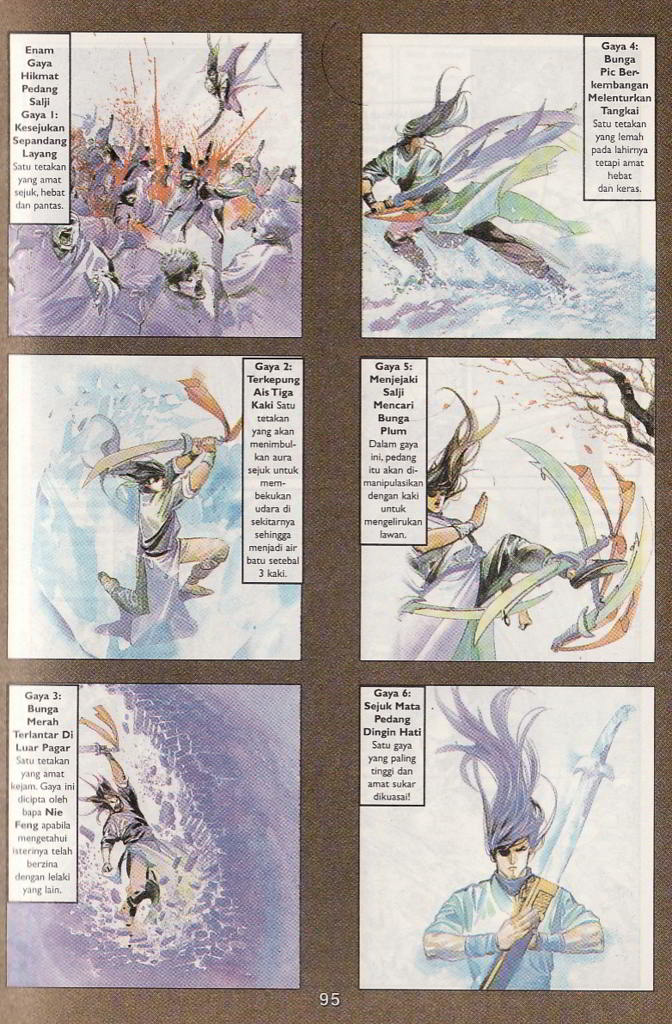 Enam
Gaya
Hikmat
Pedang
Salji
Gaya 1:
Kesejukan
Sepandang
Layang
Satu tetakan
yang amat
sejuk, hebat
dan pantas.
Gaya 2:
Terkepung
Ais Tiga
Kaki Satu
tetakan
yang akan
menimbul-
kan aura
sejuk untuk
mem-
bekukan
udara di
sekitarnya
sehingga
menjadi air
batu setebal
3 kaki.
Gaya 3:
Bunga
Merah
Terlantar Di
Luar Pagar
Satu tetakan
yang amat
kejam. Gaya ini
dicipta oleh
bapa Nie
Feng apabila
mengetahui
isterinya telah
berzina
dengan lelaki
yang lain.
Gaya 4:
Bunga
Pic Ber-
kembangan
Melenturkan
Tangkai
Satu tetakan
yang lemah
pada lahirnya
tetapi amat
hebat
dan keras.
Gaya 5:
Menjejaki
Salji
Mencari
Bunga
Plum
Dalam gaya
ini, pedang
itu akan di-
manipulasikan
dengan kaki
untuk
mengelirukan
lawan.
Gaya 6:
Sejuk Mata
Pedang
Dingin Hati
Satu gaya
yang paling
tinggi dan
amat sukar
dikuasai!
95